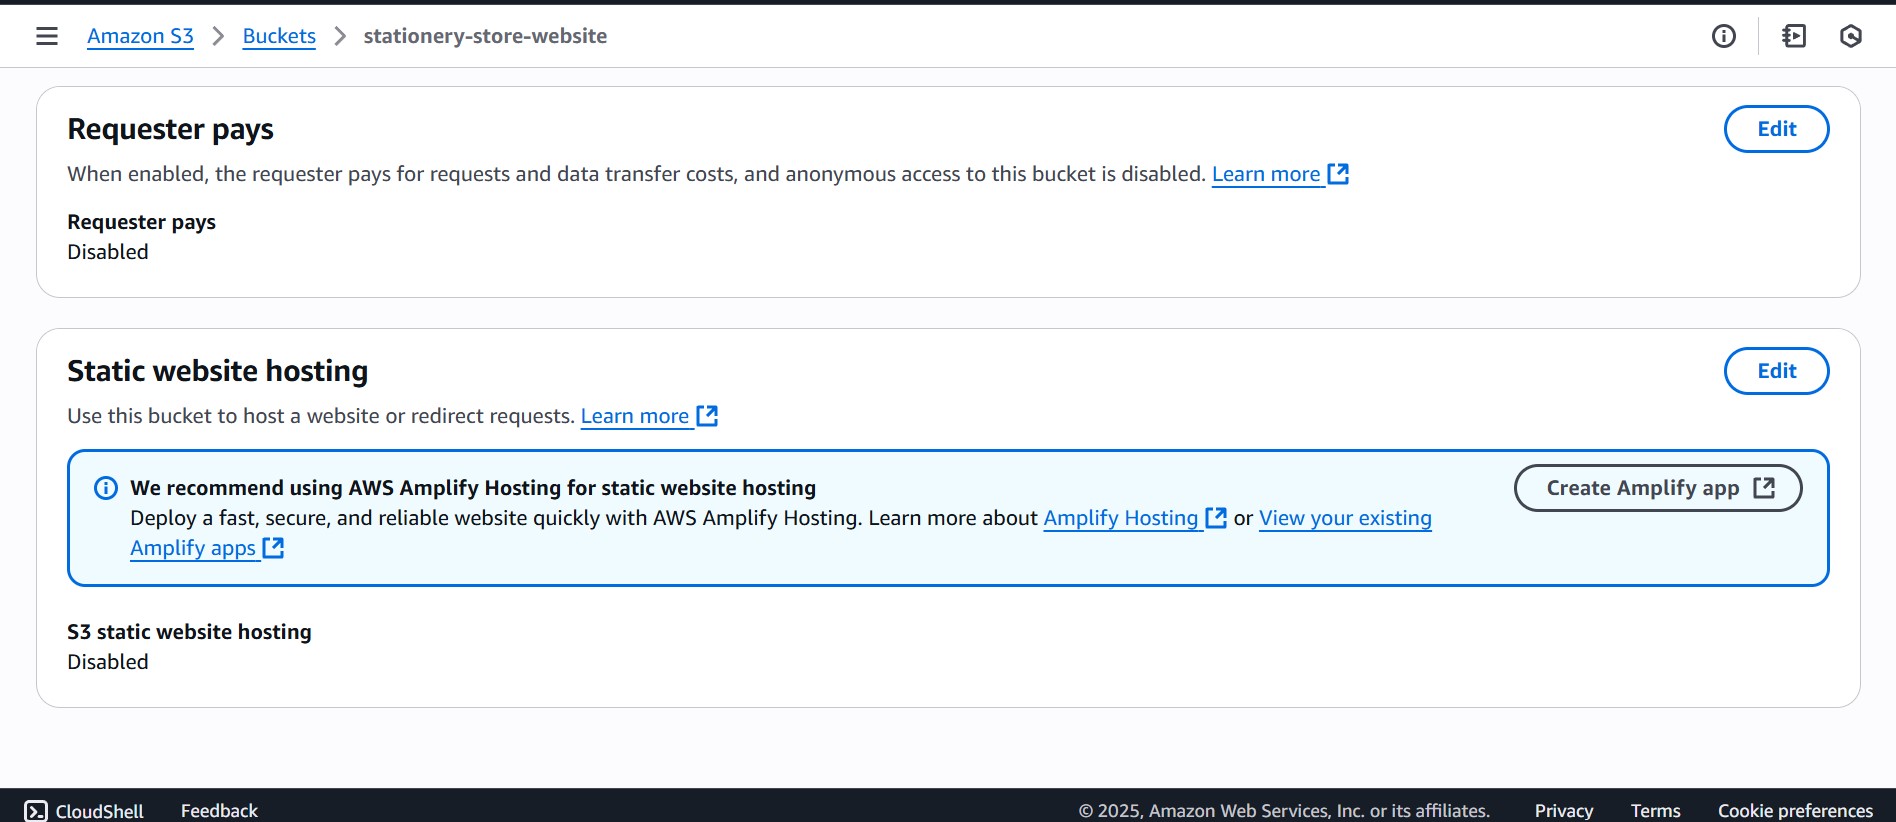 Amazon S3 > Buckets > stationery-store-website
Requester pays
Edit
When enabled, the requester pays for requests and data transfer costs, and anonymous access to this bucket is disabled. Learn more
Requester pays
Disabled
Static website hosting
Edit
Use this bucket to host a website or redirect requests. Learn more
We recommend using AWS Amplify Hosting for static website hosting
Create Amplify app
Deploy a fast, secure, and reliable website quickly with AWS Amplify Hosting. Learn more about Amplify Hosting or View your existing
Amplify apps
S3 static website hosting
Disabled
CloudShell Feedback © 2025, Amazon Web Services, Inc. or its affiliates. Privacy Terms Cookie preferences